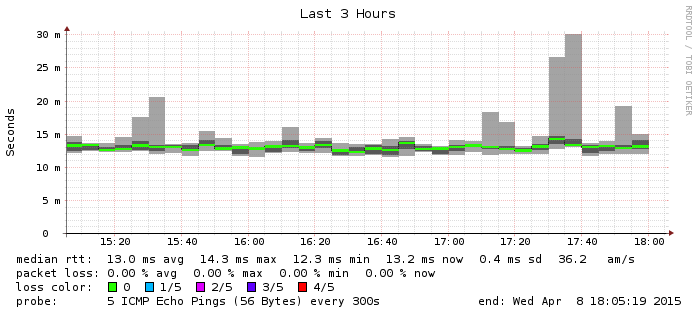 Last 3 Hours
RRDTOOL / TOBI OETIKER
Seconds
30 m
25 m
20 m
15 m
10 m
5 m
0
15:20 15:40 16:00 16:20 16:40 17:00 17:20 17:40 18:00
median rtt: 13.0 ms avg 14.3 ms max 12.3 ms min 13.2 ms now 0.4 ms sd 36.2 am/s
packet loss: 0.00 % avg 0.00 % max 0.00 % min 0.00 % now
loss color: 0 1/5 2/5 3/5 4/5
probe: 5 ICMP Echo Pings (56 Bytes) every 300s end: Wed Apr 8 18:05:19 2015